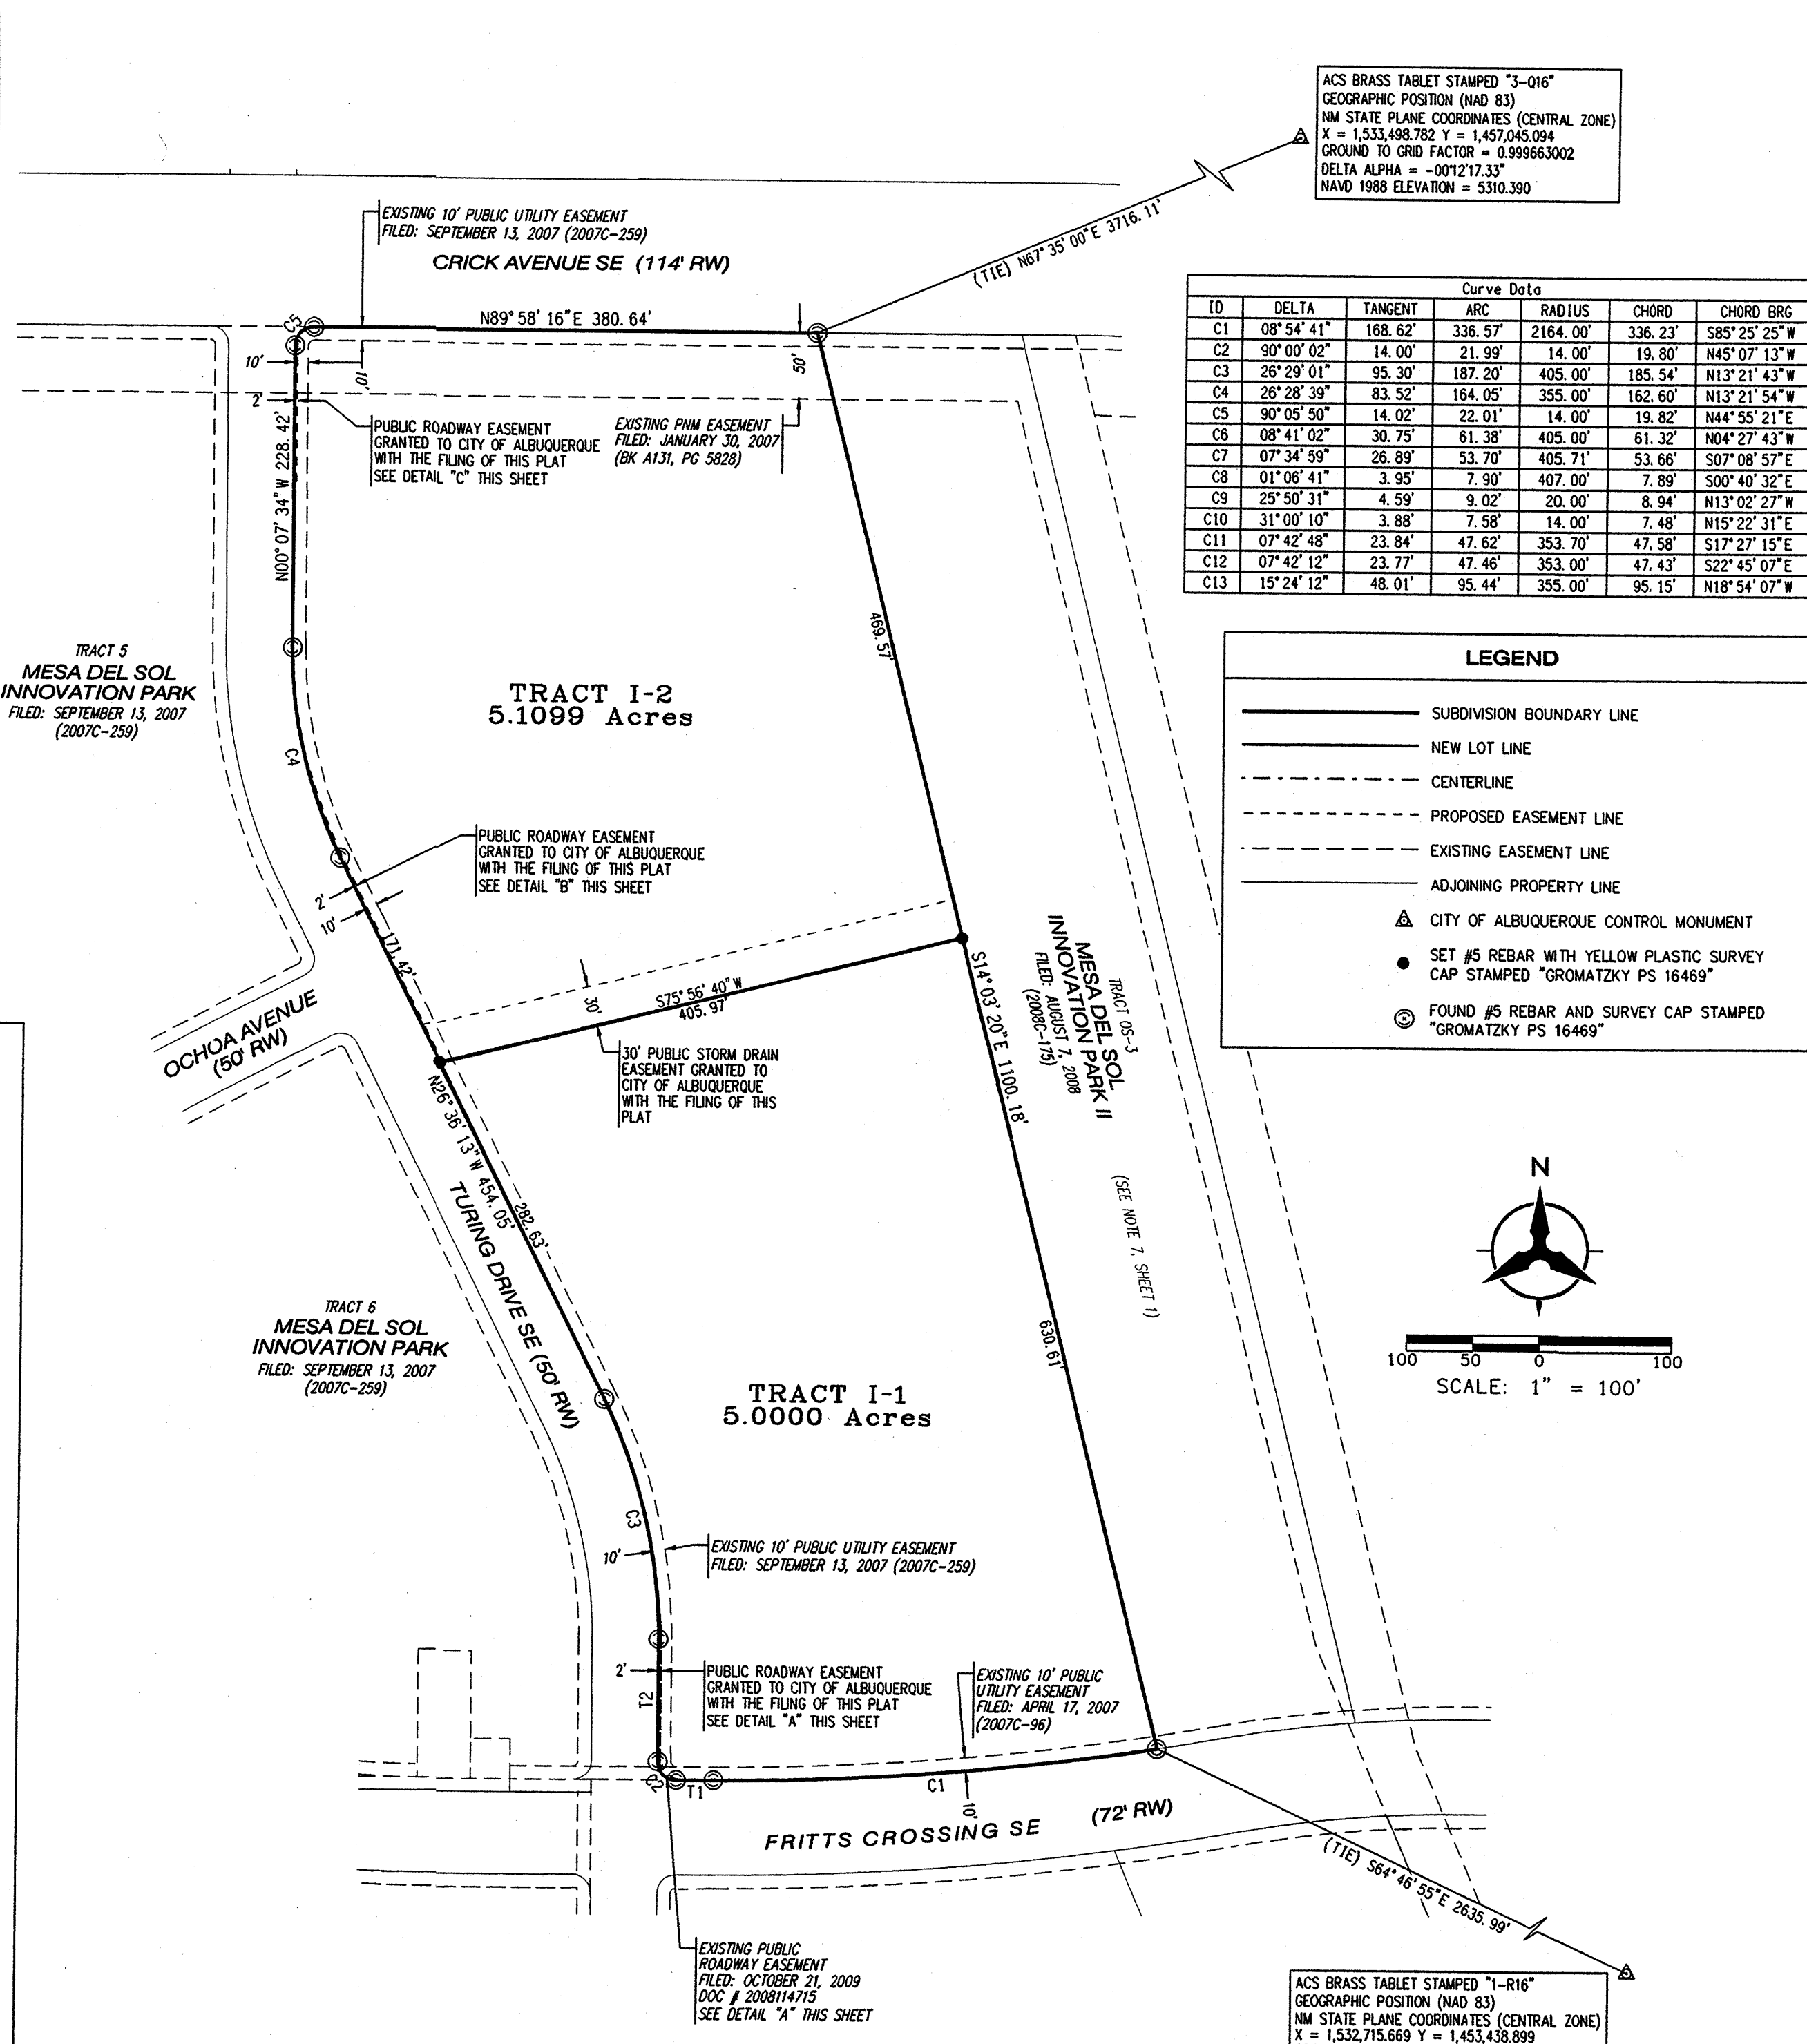 ACS BRASS TABLET STAMPED "3-Q16"
GEOGRAPHIC POSITION (NAD 83)
NM STATE PLANE COORDINATES (CENTRAL ZONE)
X = 1,533,498.782 Y = 1,457,045.094
GROUND TO GRID FACTOR = 0.999663002
DELTA ALPHA = -00°12'17.33"
NAVD 1988 ELEVATION = 5310.390
(TIE) N67°35'00"E 3716.11'
EXISTING 10' PUBLIC UTILITY EASEMENT
FILED: SEPTEMBER 13, 2007 (2007C-259)
CRICK AVENUE SE (114' RW)
N89°58'16"E 380.64'
C5
10'
10'
50'
2'
PUBLIC ROADWAY EASEMENT
GRANTED TO CITY OF ALBUQUERQUE
WITH THE FILING OF THIS PLAT
SEE DETAIL "C" THIS SHEET
EXISTING PNM EASEMENT
FILED: JANUARY 30, 2007
(BK A131, PG 5828)
N00°07'34"W 228.42'
Curve Data
ID DELTA TANGENT ARC RADIUS CHORD CHORD BRG
C1 08°54'41" 168.62' 336.57' 2164.00' 336.23' S85°25'25"W
C2 90°00'02" 14.00' 21.99' 14.00' 19.80' N45°07'13"W
C3 26°29'01" 95.30' 187.20' 405.00' 185.54' N13°21'43"W
C4 26°28'39" 83.52' 164.05' 355.00' 162.60' N13°21'54"W
C5 90°05'50" 14.02' 22.01' 14.00' 19.82' N44°55'21"E
C6 08°41'02" 30.75' 61.38' 405.00' 61.32' N04°27'43"W
C7 07°34'59" 26.89' 53.70' 405.71' 53.66' S07°08'57"E
C8 01°06'41" 3.95' 7.90' 407.00' 7.89' S00°40'32"E
C9 25°50'31" 4.59' 9.02' 20.00' 8.94' N13°02'27"W
C10 31°00'10" 3.88' 7.58' 14.00' 7.48' N15°22'31"E
C11 07°42'48" 23.84' 47.62' 353.70' 47.58' S17°27'15"E
C12 07°42'12" 23.77' 47.46' 353.00' 47.43' S22°45'07"E
C13 15°24'12" 48.01' 95.44' 355.00' 95.15' N18°54'07"W
469.57'
TRACT 5
MESA DEL SOL
INNOVATION PARK
FILED: SEPTEMBER 13, 2007
(2007C-259)
TRACT I-2
5.1099 Acres
C4
LEGEND
SUBDIVISION BOUNDARY LINE
NEW LOT LINE
CENTERLINE
PROPOSED EASEMENT LINE
EXISTING EASEMENT LINE
ADJOINING PROPERTY LINE
CITY OF ALBUQUERQUE CONTROL MONUMENT
SET #5 REBAR WITH YELLOW PLASTIC SURVEY
CAP STAMPED "GROMATZKY PS 16469"
FOUND #5 REBAR AND SURVEY CAP STAMPED
"GROMATZKY PS 16469"
PUBLIC ROADWAY EASEMENT
GRANTED TO CITY OF ALBUQUERQUE
WITH THE FILING OF THIS PLAT
SEE DETAIL "B" THIS SHEET
2'
10'
171.42'
30'
S75°56'40"W
405.97'
30' PUBLIC STORM DRAIN
EASEMENT GRANTED TO
CITY OF ALBUQUERQUE
WITH THE FILING OF THIS
PLAT
OCHOA AVENUE
(50' RW)
TRACT OS-3
MESA DEL SOL
INNOVATION PARK II
FILED: AUGUST 7, 2008
(2008C-175)
S14°03'20"E 1100.18'
(SEE NOTE 7, SHEET 1)
N26°36'13"W 454.05'
282.63'
TURING DRIVE SE (50' RW)
N
100 50 0 100
SCALE: 1" = 100'
TRACT 6
MESA DEL SOL
INNOVATION PARK
FILED: SEPTEMBER 13, 2007
(2007C-259)
630.61'
TRACT I-1
5.0000 Acres
C3
10'
EXISTING 10' PUBLIC UTILITY EASEMENT
FILED: SEPTEMBER 13, 2007 (2007C-259)
2'
T2
PUBLIC ROADWAY EASEMENT
GRANTED TO CITY OF ALBUQUERQUE
WITH THE FILING OF THIS PLAT
SEE DETAIL "A" THIS SHEET
EXISTING 10' PUBLIC
UTILITY EASEMENT
FILED: APRIL 17, 2007
(2007C-96)
C2
T1
C1
10'
FRITTS CROSSING SE (72' RW)
(TIE) S64°46'55"E 2635.99'
EXISTING PUBLIC
ROADWAY EASEMENT
FILED: OCTOBER 21, 2009
DOC # 2008114715
SEE DETAIL "A" THIS SHEET
ACS BRASS TABLET STAMPED "1-R16"
GEOGRAPHIC POSITION (NAD 83)
NM STATE PLANE COORDINATES (CENTRAL ZONE)
X = 1,532,715.669 Y = 1,453,438.899